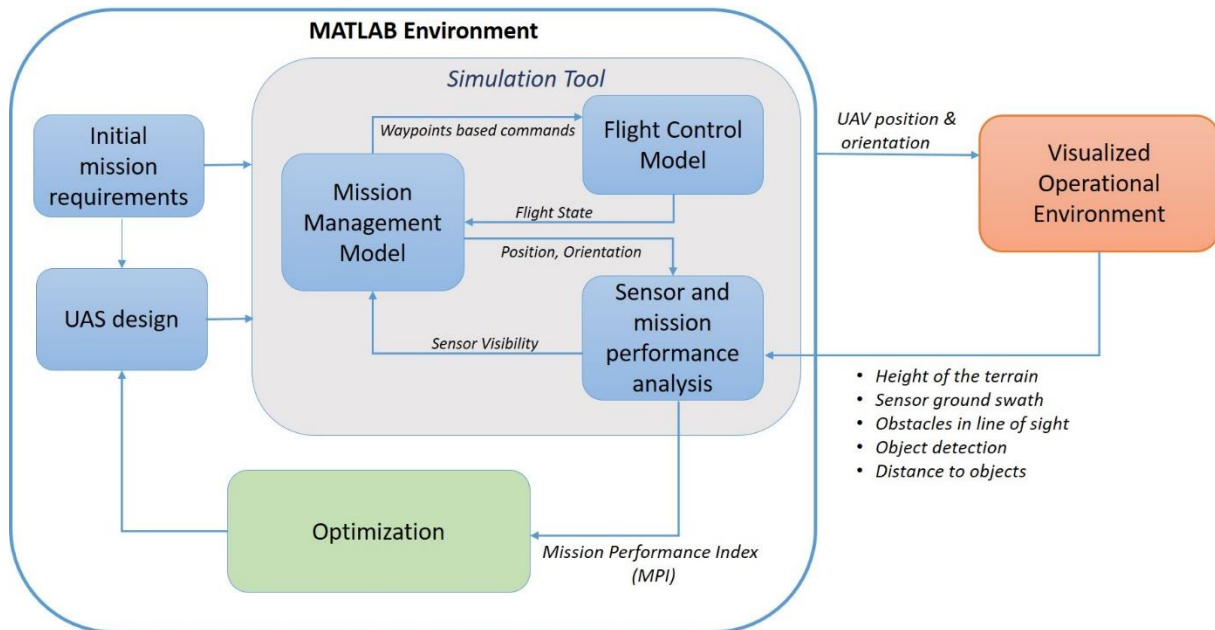 MATLAB Environment
Simulation Tool
Initial
mission
requirements
UAS design
Waypoints based commands
Flight Control
Model
Mission
Management
Model
Flight State
Position, Orientation
Sensor and
mission
performance
analysis
Sensor Visibility
UAV position &
orientation
Visualized
Operational
Environment
• Height of the terrain
• Sensor ground swath
• Obstacles in line of sight
• Object detection
• Distance to objects
Optimization
Mission Performance Index
(MPI)